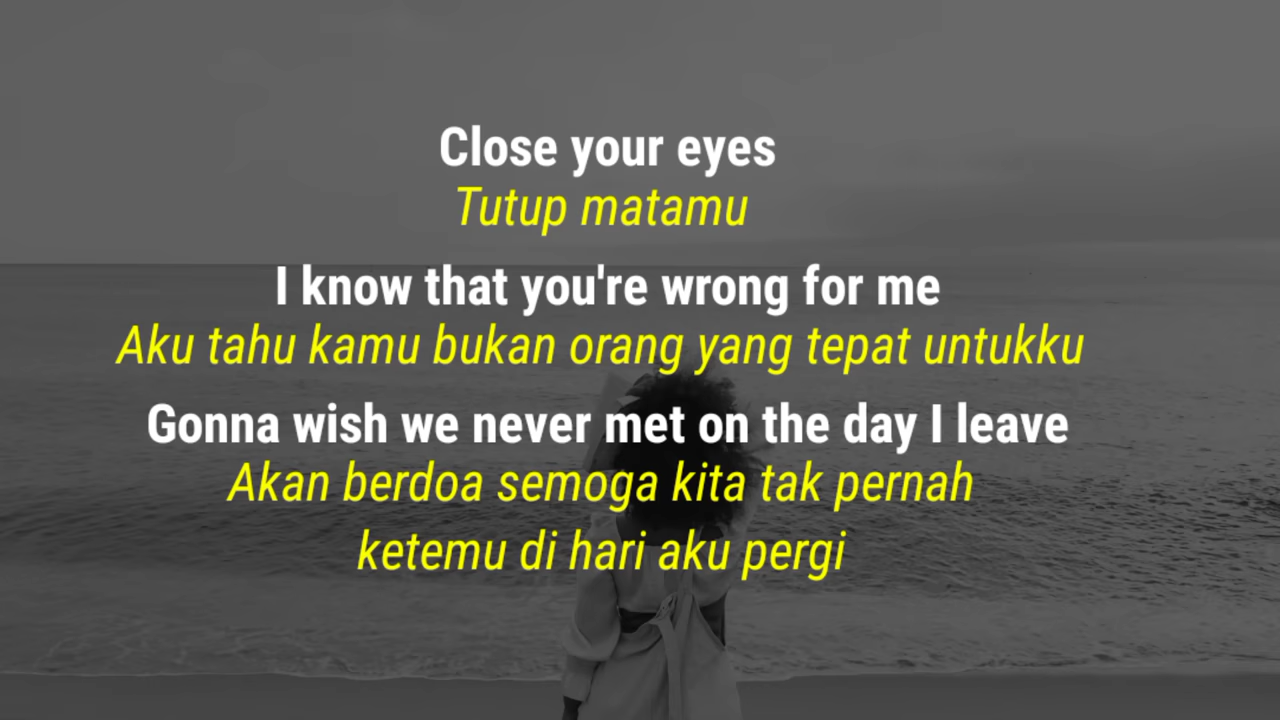 Close your eyes
Tutup matamu
I know that you're wrong for me
Aku tahu kamu bukan orang yang tepat untukku
Gonna wish we never met on the day I leave
Akan berdoa semoga kita tak pernah
ketemu di hari aku pergi